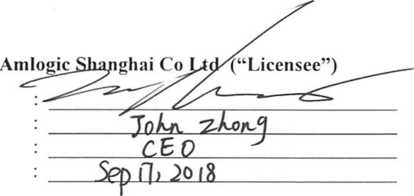 Amlogic Shanghai Co Ltd (“Licensee”)
:
: John Zhong
: CEO
: Sep 17, 2018